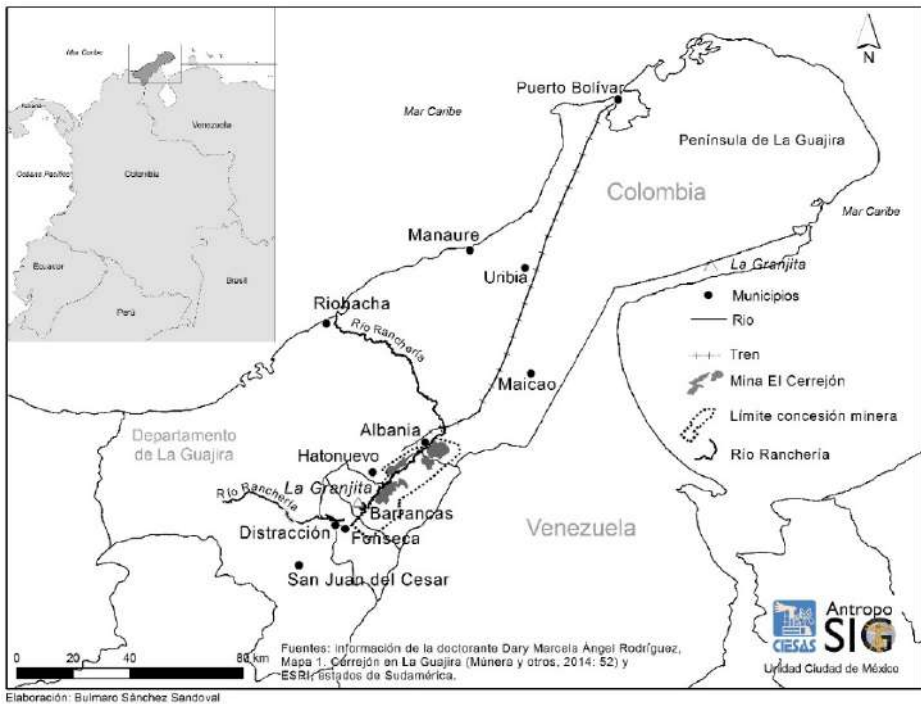 Mar Caribe
Panamá
Venezuela
Océano Pacífico
Colombia
Ecuador
Brasil
Perú
N
Puerto Bolívar
Mar Caribe
Península de La Guajira
Colombia
Mar Caribe
Manaure
Uribia
Riohacha
Río Ranchería
Maicao
La Granjita
Municipios
Rio
Tren
Mina El Cerrejón
Límite concesión minera
Río Ranchería
Albania
Departamento
de La Guajira
Hatonuevo
La Granjita
Río Ranchería
Barrancas
Distracción
Fonseca
Venezuela
San Juan del Cesar
0 20 40 80 km
Fuentes: Información de la doctorante Dary Marcela Ángel Rodríguez,
Mapa 1. Cerrejón en La Guajira (Múnera y otros, 2014: 52) y
ESRI, estados de Sudamérica.
CIESAS
Antropo
SIG
Unidad Ciudad de México
Elaboración: Bulmaro Sánchez Sandoval